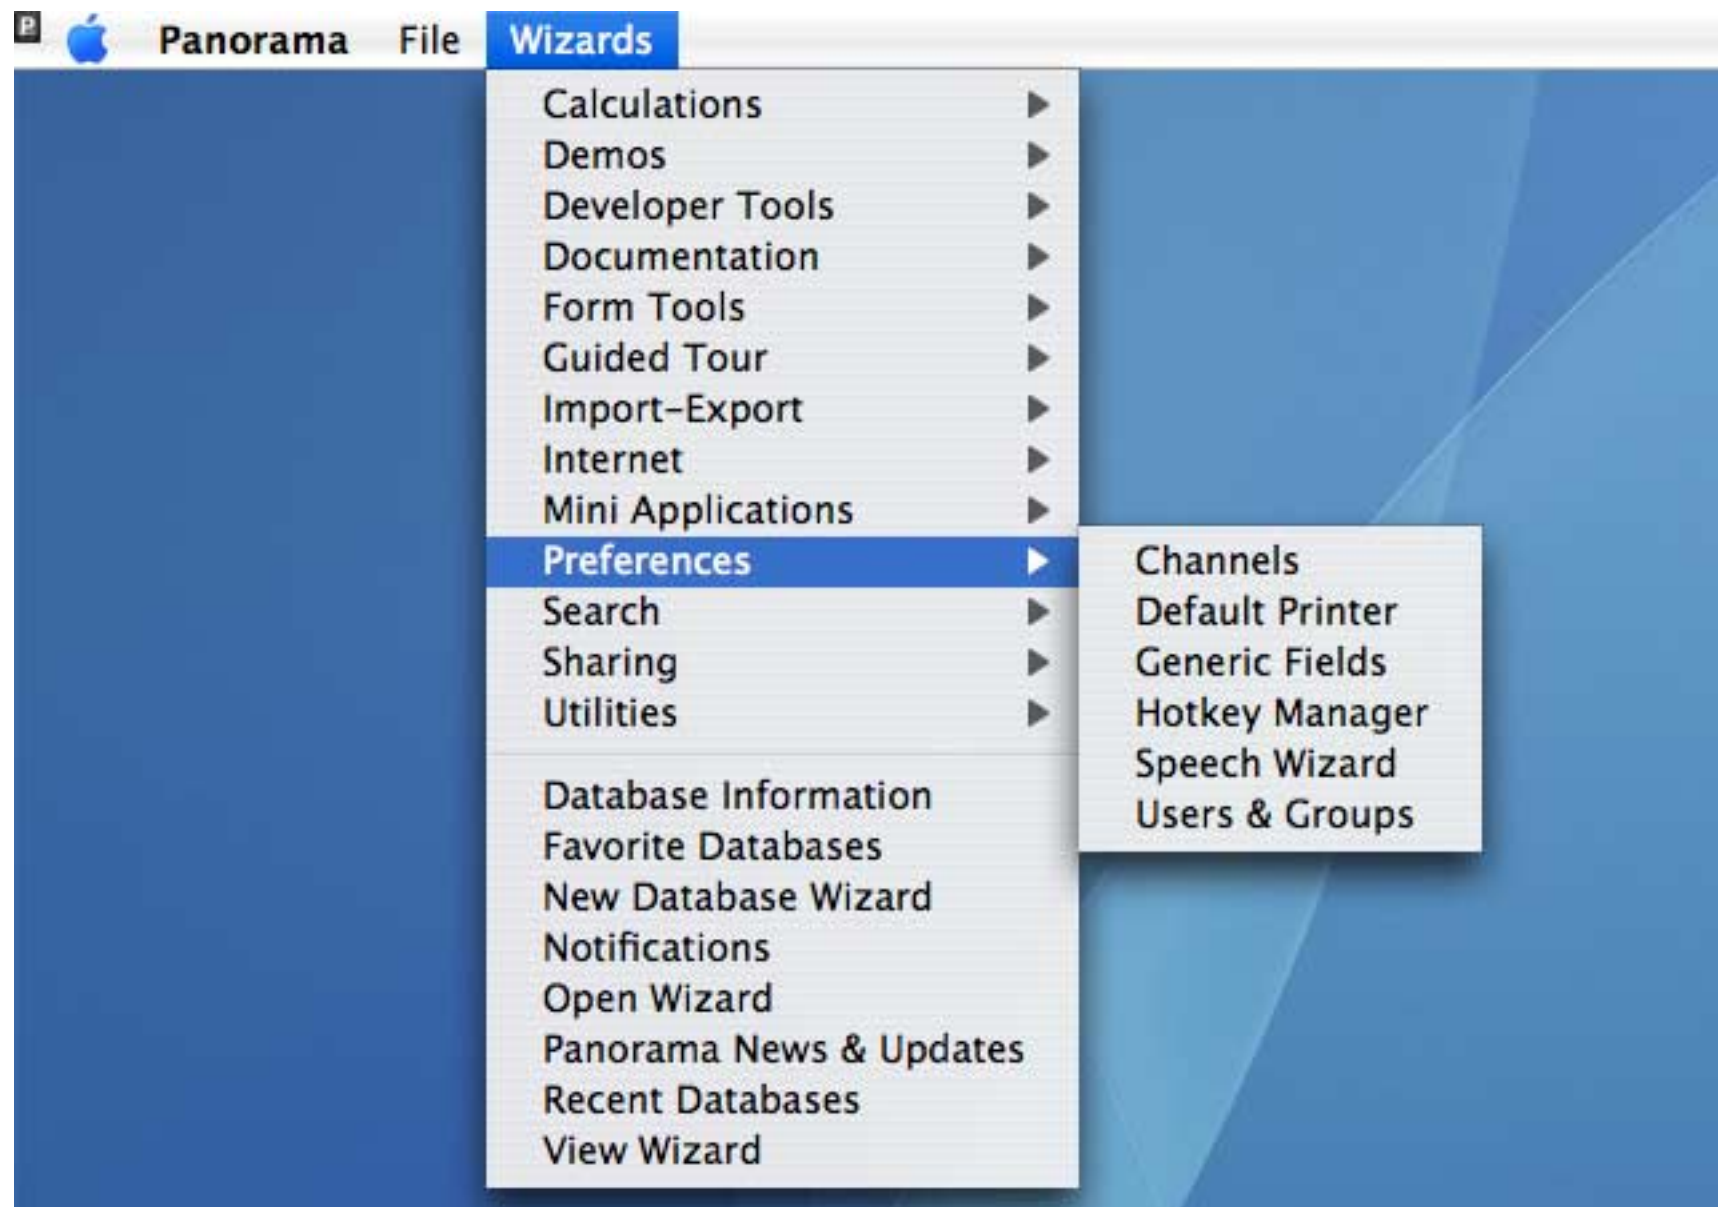 P
Panorama File Wizards
Calculations
Demos
Developer Tools
Documentation
Form Tools
Guided Tour
Import-Export
Internet
Mini Applications
Preferences
Search
Sharing
Utilities
Database Information
Favorite Databases
New Database Wizard
Notifications
Open Wizard
Panorama News & Updates
Recent Databases
View Wizard
Channels
Default Printer
Generic Fields
Hotkey Manager
Speech Wizard
Users & Groups